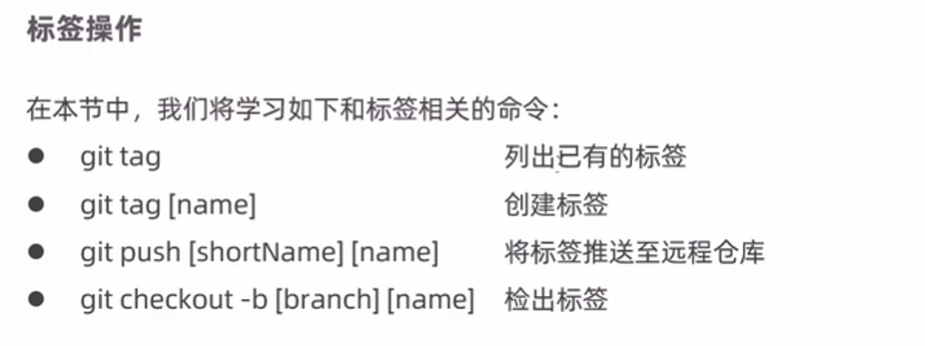 标签操作
在本节中，我们将学习如下和标签相关的命令：
● git tag 列出已有的标签
● git tag [name] 创建标签
● git push [shortName] [name] 将标签推送至远程仓库
● git checkout -b [branch] [name] 检出标签